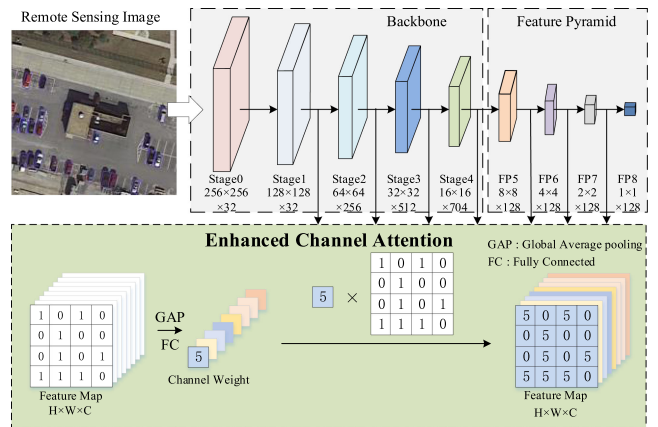 Remote Sensing Image
Backbone
Feature Pyramid
Stage0
256×256
×32
Stage1
128×128
×32
Stage2
64×64
×256
Stage3
32×32
×512
Stage4
16×16
×704
FP5
8×8
×128
FP6
4×4
×128
FP7
2×2
×128
FP8
1×1
×128
Enhanced Channel Attention
GAP : Global Average pooling
FC : Fully Connected
1 0 1 0
0 1 0 0
0 1 0 1
1 1 1 0
Feature Map
H×W×C
GAP
FC
5
Channel Weight
5 ×
1 0 1 0
0 1 0 0
0 1 0 1
1 1 1 0
5 0 5 0
0 5 0 0
0 5 0 5
5 5 5 0
Feature Map
H×W×C